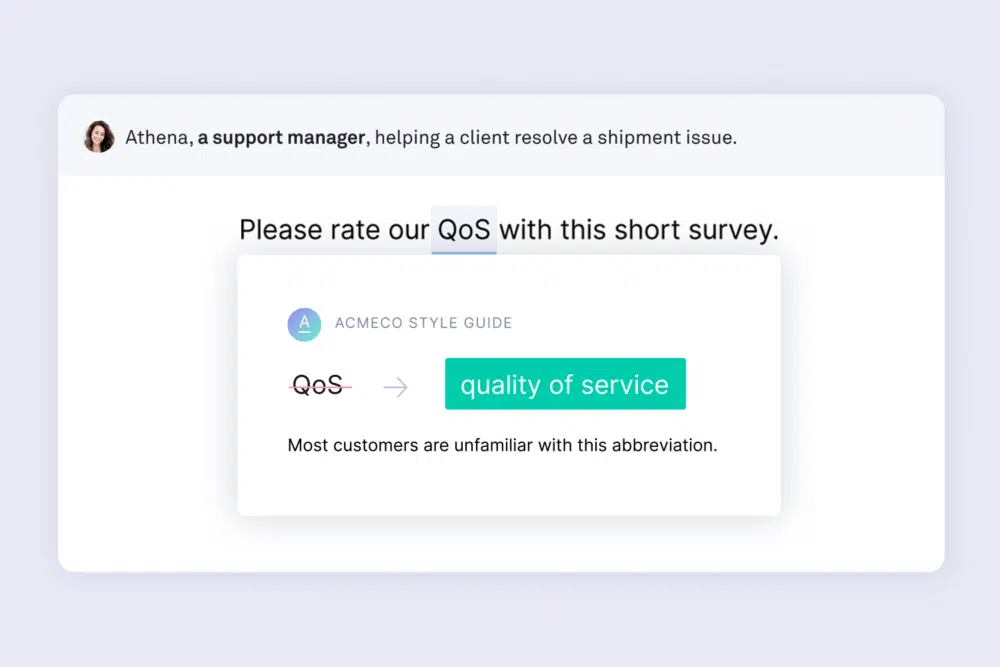 Athena, a support manager, helping a client resolve a shipment issue.
Please rate our QoS with this short survey.
A ACMECO STYLE GUIDE
QoS → quality of service
Most customers are unfamiliar with this abbreviation.